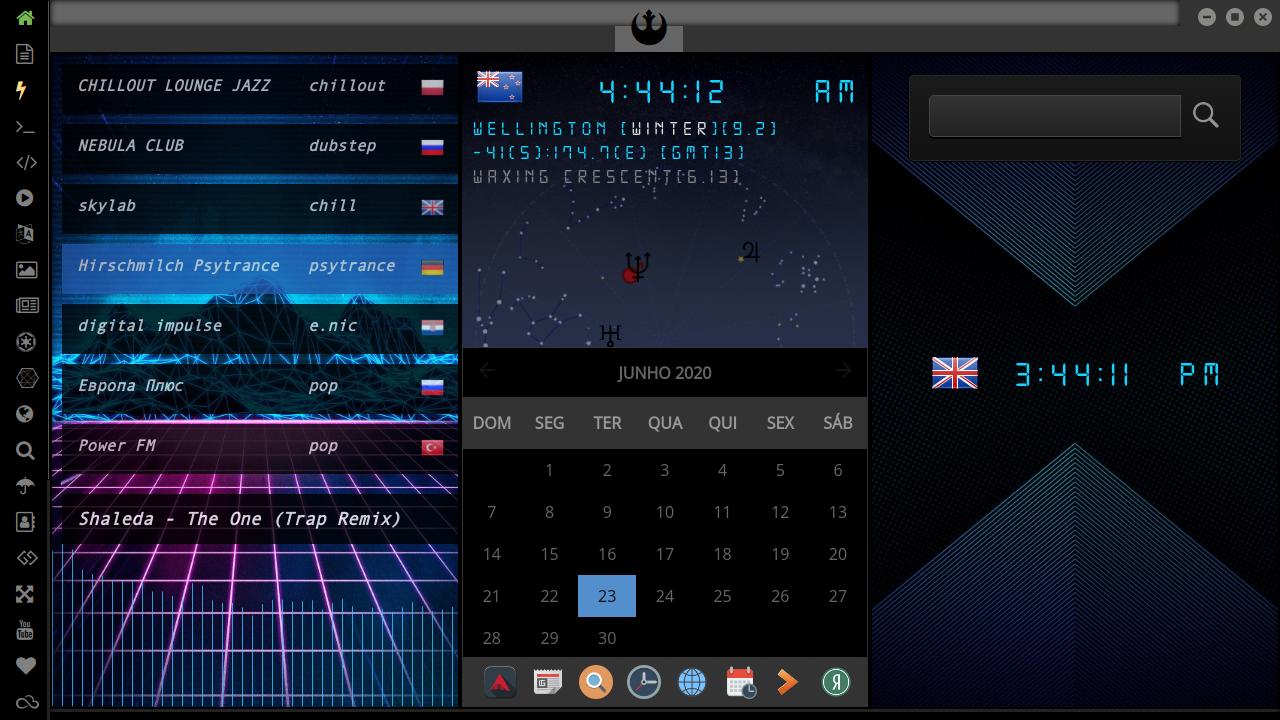 CHILLOUT LOUNGE JAZZ chillout
NEBULA CLUB dubstep
skylab chill
Hirschmilch Psytrance psytrance
digital impulse e.nic
Европа Плюс pop
Power FM pop
Shaleda - The One (Trap Remix)
4:44:12 AM
WELLINGTON (WINTER)(9.2)
-41(S):174.7(E) (GMT13)
WAXING CRESCENT(6.13)
JUNHO 2020
DOM SEG TER QUA QUI SEX SÁB
1 2 3 4 5 6
7 8 9 10 11 12 13
14 15 16 17 18 19 20
21 22 23 24 25 26 27
28 29 30
3:44:11 PM
You
Tube
Я